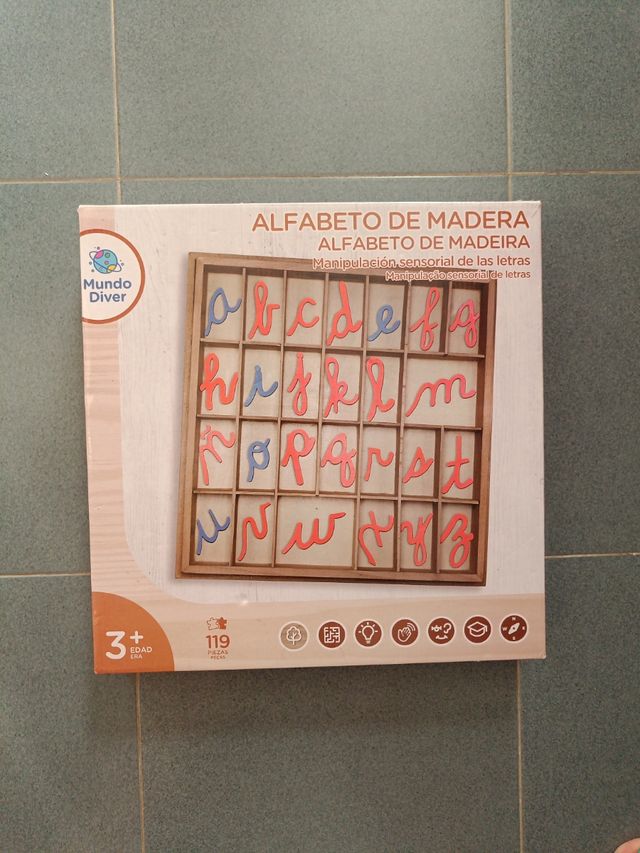 ALFABETO DE MADERA
ALFABETO DE MADEIRA
Manipulación sensorial de las letras
Manipulação sensorial de letras
Mundo
Diver
a b c d e f g
h i j k l m
ñ o p q r s t
u v w x y z
3+
EDAD
ERA
119
PIEZAS
PEÇAS